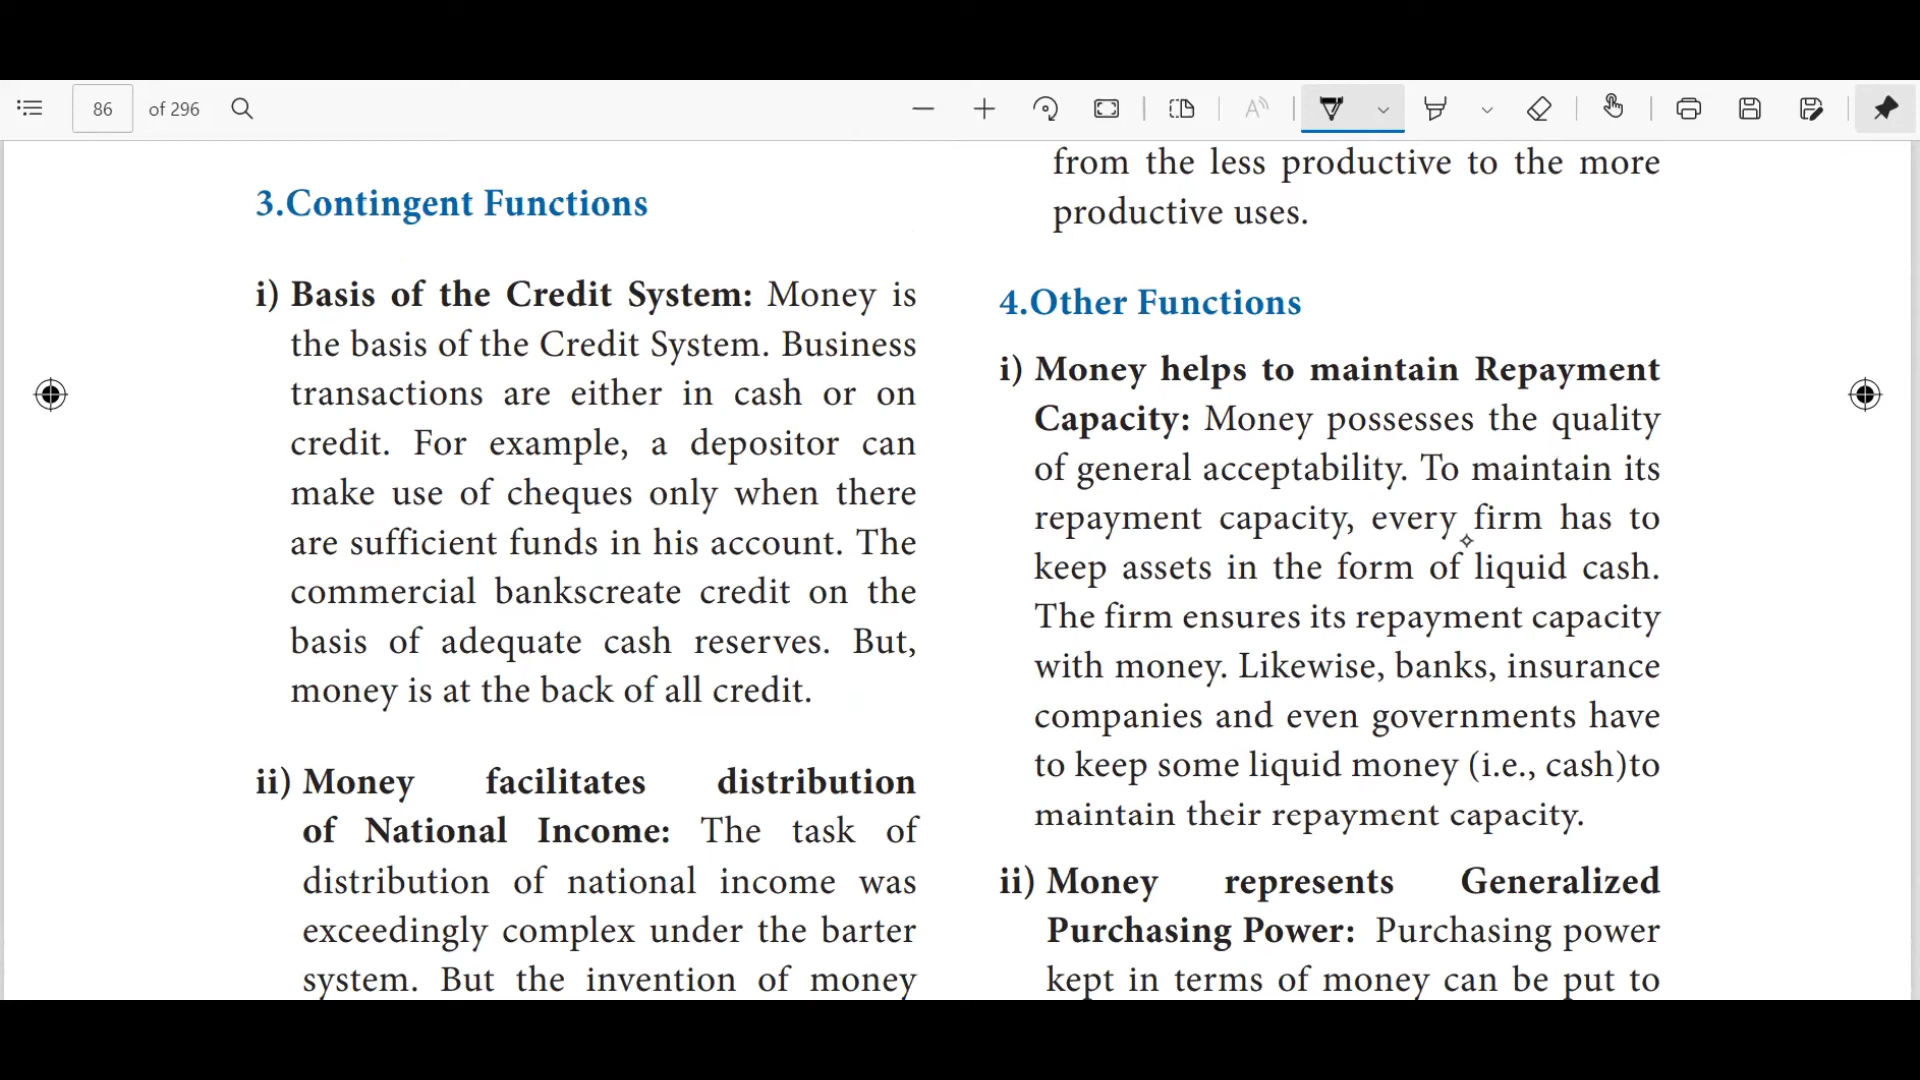 86 of 296
3.Contingent Functions
i) Basis of the Credit System: Money is
the basis of the Credit System. Business
transactions are either in cash or on
credit. For example, a depositor can
make use of cheques only when there
are sufficient funds in his account. The
commercial bankscreate credit on the
basis of adequate cash reserves. But,
money is at the back of all credit.
ii) Money facilitates distribution
of National Income: The task of
distribution of national income was
exceedingly complex under the barter
system. But the invention of money
from the less productive to the more
productive uses.
4.Other Functions
i) Money helps to maintain Repayment
Capacity: Money possesses the quality
of general acceptability. To maintain its
repayment capacity, every firm has to
keep assets in the form of liquid cash.
The firm ensures its repayment capacity
with money. Likewise, banks, insurance
companies and even governments have
to keep some liquid money (i.e., cash)to
maintain their repayment capacity.
ii) Money represents Generalized
Purchasing Power: Purchasing power
kept in terms of money can be put to